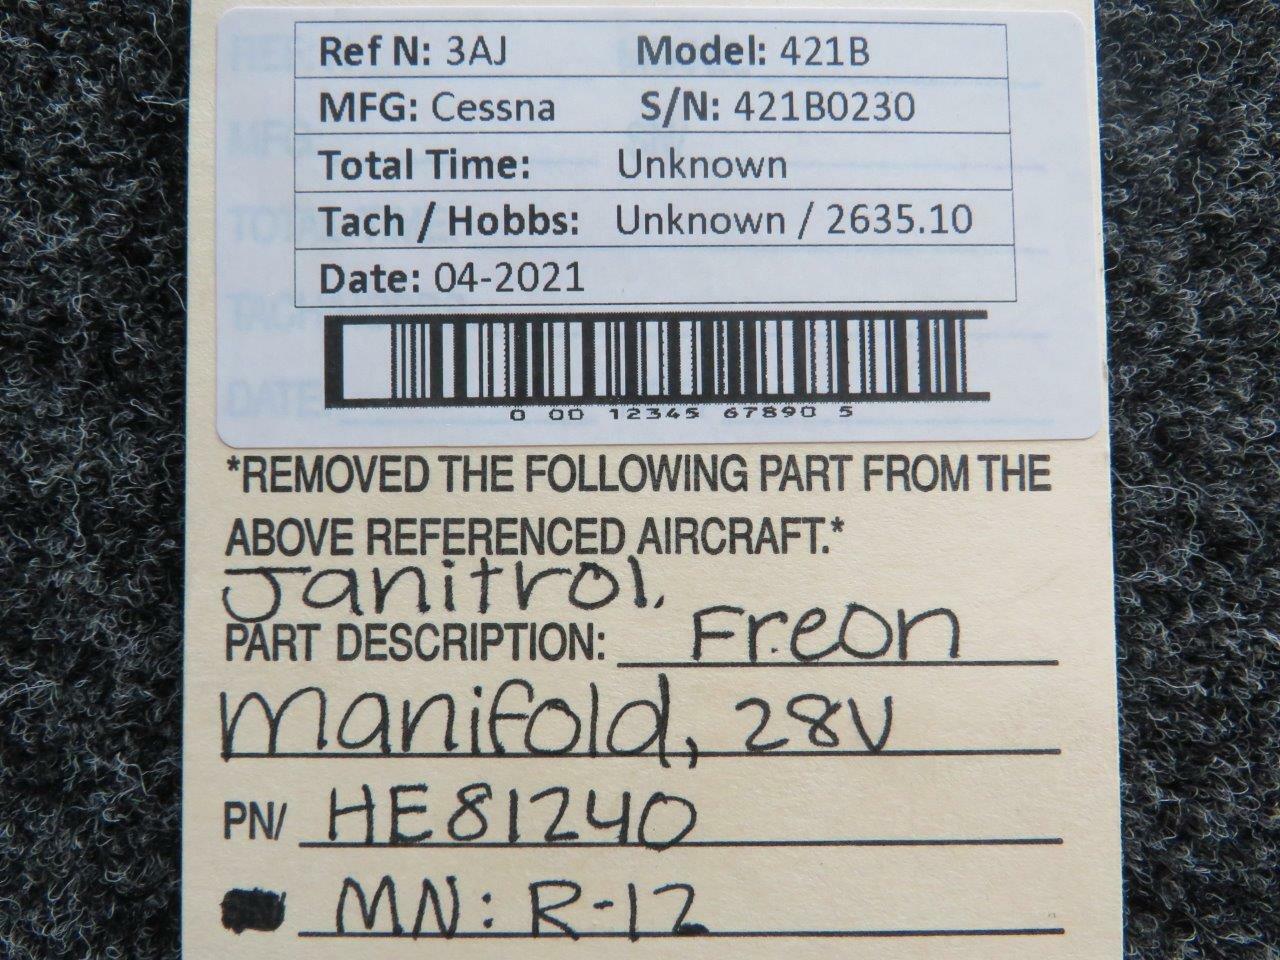 Ref N: 3AJ Model: 421B
MFG: Cessna S/N: 421B0230
Total Time: Unknown
Tach / Hobbs: Unknown / 2635.10
Date: 04-2021
0 00 12345 67890 5
*REMOVED THE FOLLOWING PART FROM THE
ABOVE REFERENCED AIRCRAFT.*
Janitrol,
PART DESCRIPTION: Freon
Manifold, 28V
PN/ HE81240
MN: R-12